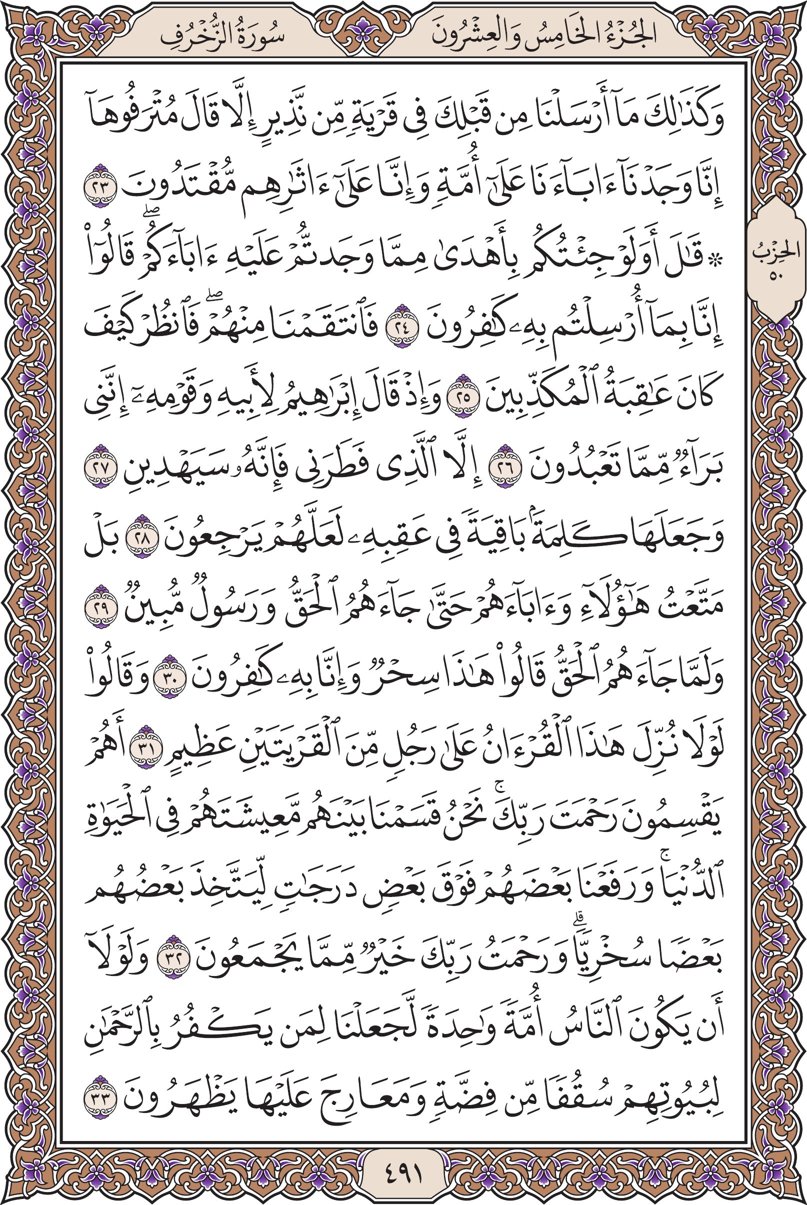 الجُزْءُ الخَامِسُ وَالعِشْرُونَ
سُورَةُ الزُّخْرُفِ
وَكَذَٰلِكَ مَآ أَرْسَلْنَا مِن قَبْلِكَ فِي قَرْيَةٍ مِّن نَّذِيرٍ إِلَّا قَالَ مُتْرَفُوهَآ
إِنَّا وَجَدْنَآ ءَابَآءَنَا عَلَىٰٓ أُمَّةٍ وَإِنَّا عَلَىٰٓ ءَاثَٰرِهِم مُّقْتَدُونَ ٢٣
۞ قَٰلَ أَوَلَوْ جِئْتُكُم بِأَهْدَىٰ مِمَّا وَجَدتُّمْ عَلَيْهِ ءَابَآءَكُمْۖ قَالُوٓاْ
إِنَّا بِمَآ أُرْسِلْتُم بِهِۦ كَٰفِرُونَ ٢٤ فَٱنتَقَمْنَا مِنْهُمْۖ فَٱنظُرْ كَيْفَ
كَانَ عَٰقِبَةُ ٱلْمُكَذِّبِينَ ٢٥ وَإِذْ قَالَ إِبْرَٰهِيمُ لِأَبِيهِ وَقَوْمِهِۦٓ إِنَّنِي
بَرَآءٌ مِّمَّا تَعْبُدُونَ ٢٦ إِلَّا ٱلَّذِي فَطَرَنِي فَإِنَّهُۥ سَيَهْدِينِ ٢٧
وَجَعَلَهَا كَلِمَةَۢ بَاقِيَةً فِي عَقِبِهِۦ لَعَلَّهُمْ يَرْجِعُونَ ٢٨ بَلْ
مَتَّعْتُ هَٰٓؤُلَآءِ وَءَابَآءَهُمْ حَتَّىٰ جَآءَهُمُ ٱلْحَقُّ وَرَسُولٌ مُّبِينٌ ٢٩
وَلَمَّا جَآءَهُمُ ٱلْحَقُّ قَالُواْ هَٰذَا سِحْرٌ وَإِنَّا بِهِۦ كَٰفِرُونَ ٣٠ وَقَالُواْ
لَوْلَا نُزِّلَ هَٰذَا ٱلْقُرْءَانُ عَلَىٰ رَجُلٍ مِّنَ ٱلْقَرْيَتَيْنِ عَظِيمٍ ٣١ أَهُمْ
يَقْسِمُونَ رَحْمَتَ رَبِّكَۚ نَحْنُ قَسَمْنَا بَيْنَهُم مَّعِيشَتَهُمْ فِي ٱلْحَيَوٰةِ
ٱلدُّنْيَاۚ وَرَفَعْنَا بَعْضَهُمْ فَوْقَ بَعْضٍ دَرَجَٰتٍ لِّيَتَّخِذَ بَعْضُهُم
بَعْضًا سُخْرِيًّاۗ وَرَحْمَتُ رَبِّكَ خَيْرٌ مِّمَّا يَجْمَعُونَ ٣٢ وَلَوْلَآ
أَن يَكُونَ ٱلنَّاسُ أُمَّةً وَٰحِدَةً لَّجَعَلْنَا لِمَن يَكْفُرُ بِٱلرَّحْمَٰنِ
لِبُيُوتِهِمْ سُقُفًا مِّن فِضَّةٍ وَمَعَارِجَ عَلَيْهَا يَظْهَرُونَ ٣٣
الحِزْبُ
٥٠
٤٩١